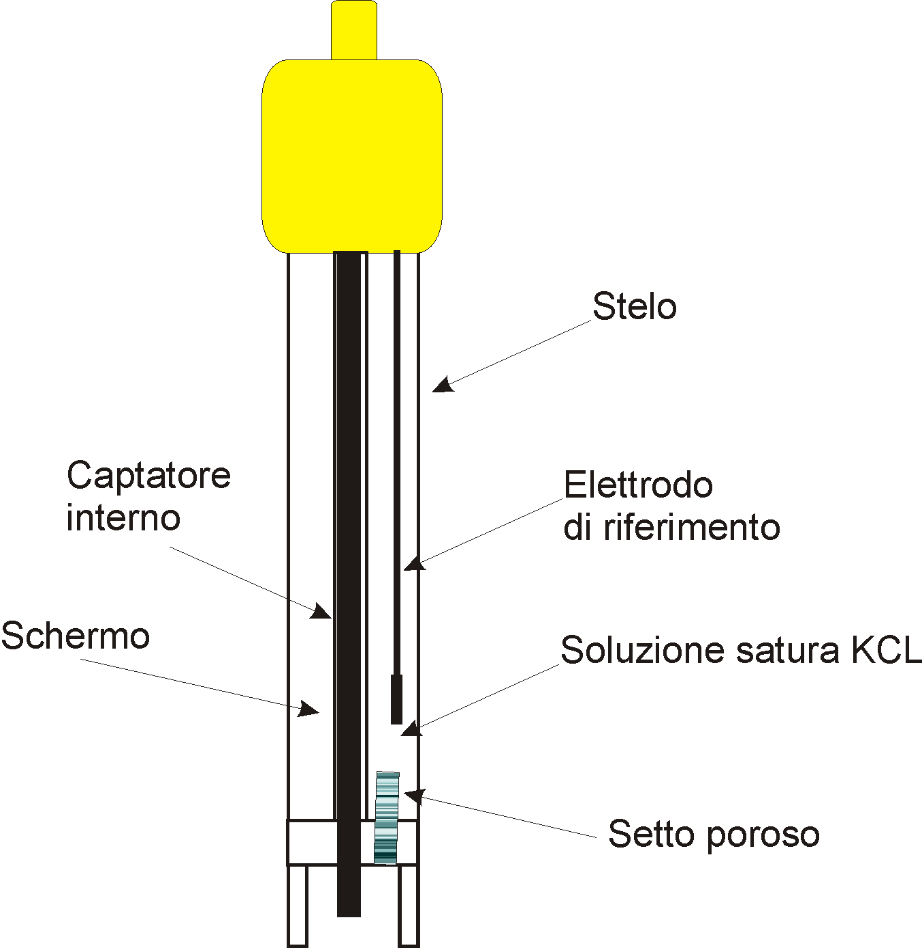 Stelo
Captatore
interno
Elettrodo
di riferimento
Schermo
Soluzione satura KCL
Setto poroso